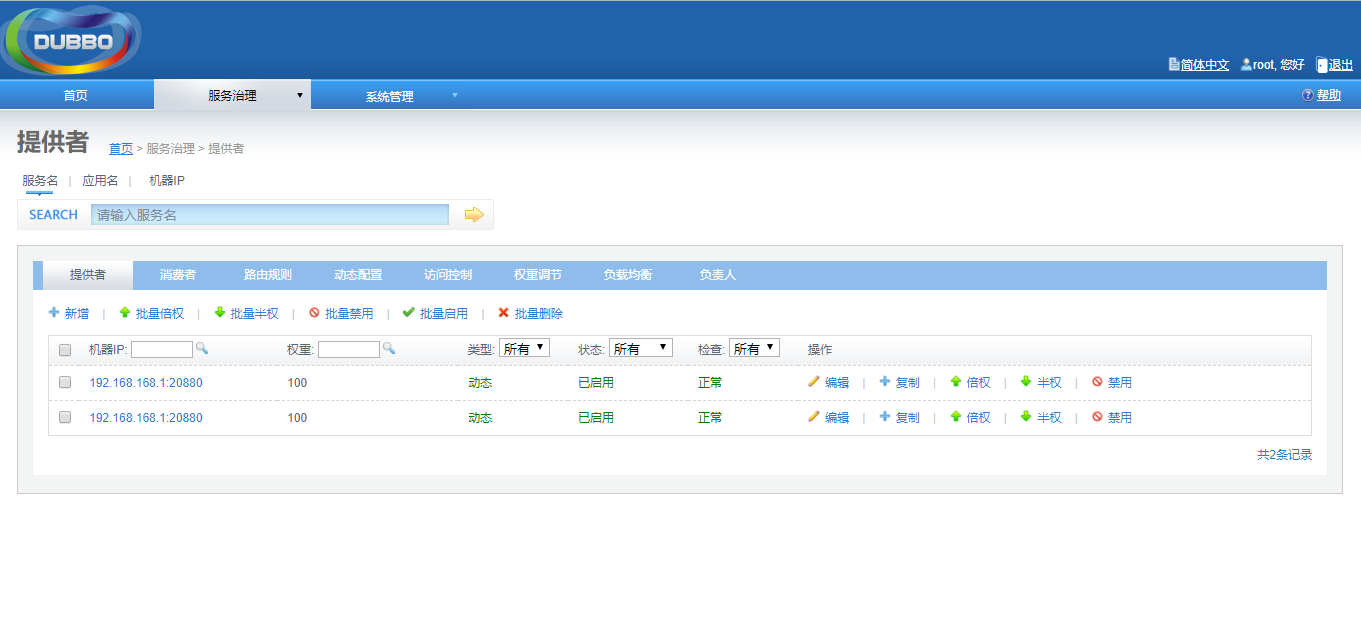 DUBBO
简体中文 root, 您好 退出
首页 服务治理 ▼ 系统管理 ▼ ? 帮助
提供者 首页 > 服务治理 > 提供者
服务名 | 应用名 | 机器IP
SEARCH 请输入服务名
提供者 消费者 路由规则 动态配置 访问控制 权重调节 负载均衡 负责人
新增 | 批量倍权 | 批量半权 | 批量禁用 | 批量启用 | 批量删除
机器IP: 权重: 类型: 所有 ▼ 状态: 所有 ▼ 检查: 所有 ▼ 操作
192.168.168.1:20880 100 动态 已启用 正常 编辑 | 复制 | 倍权 | 半权 | 禁用
192.168.168.1:20880 100 动态 已启用 正常 编辑 | 复制 | 倍权 | 半权 | 禁用
共2条记录